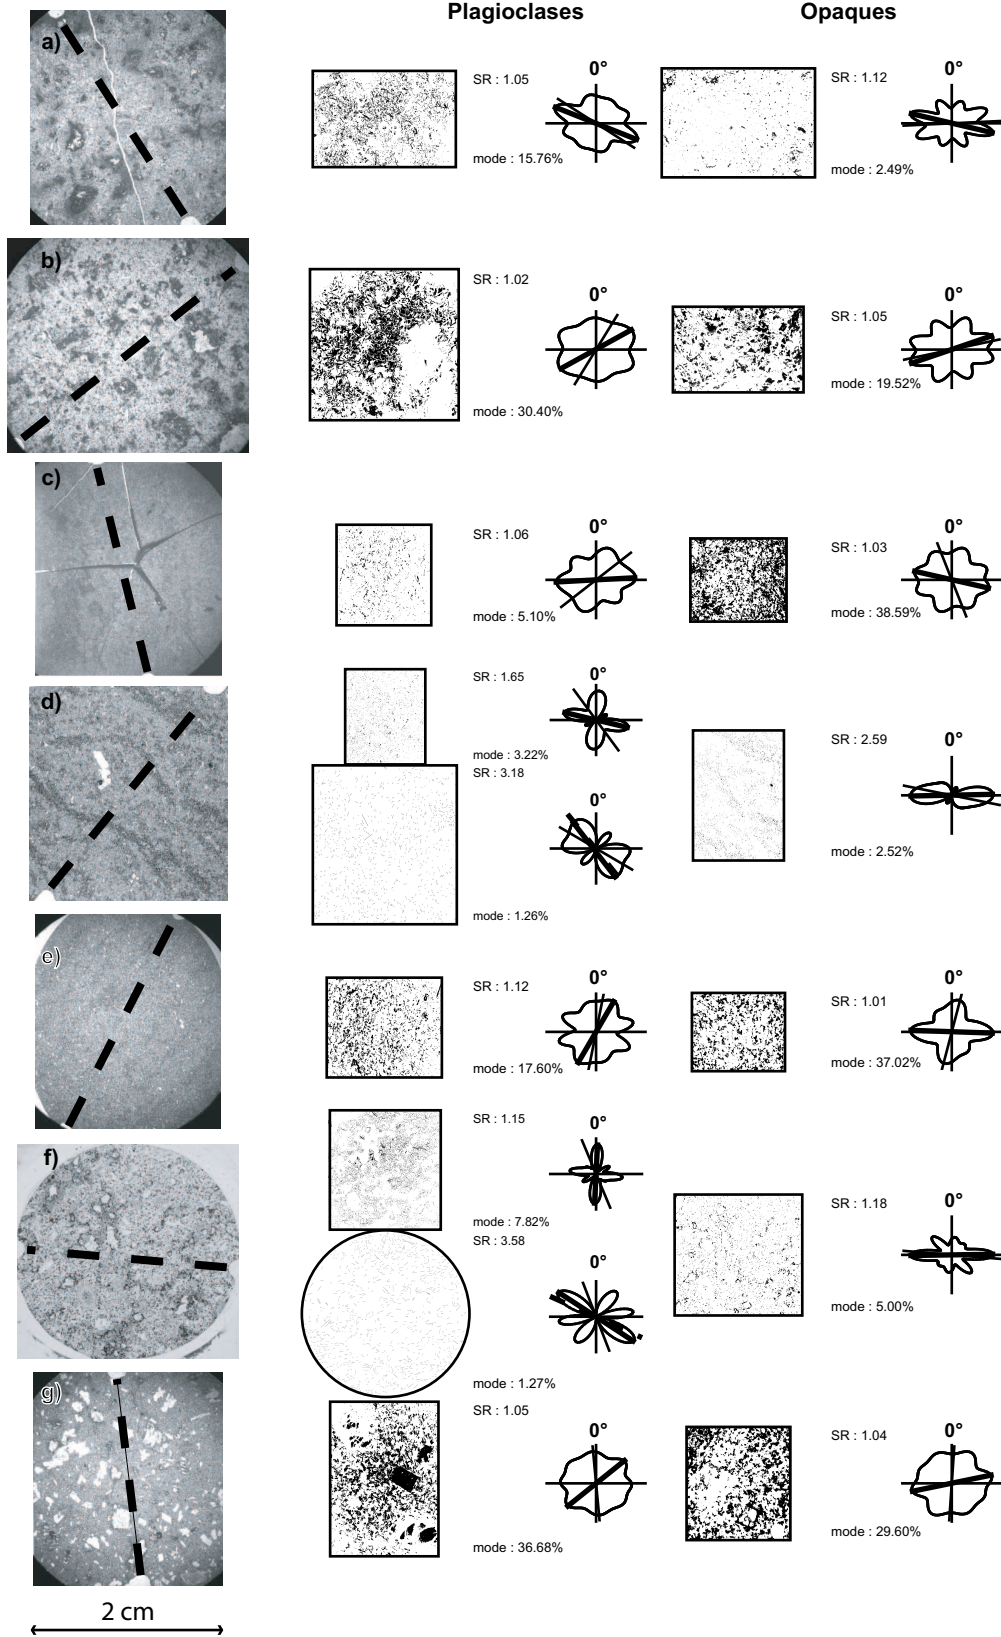 Plagioclases Opaques
a)
SR : 1.05
mode : 15.76%
0°
SR : 1.12
mode : 2.49%
0°
b)
SR : 1.02
mode : 30.40%
0°
SR : 1.05
mode : 19.52%
0°
c)
SR : 1.06
mode : 5.10%
0°
SR : 1.03
mode : 38.59%
0°
d)
SR : 1.65
mode : 3.22%
0°
SR : 3.18
mode : 1.26%
0°
SR : 2.59
mode : 2.52%
0°
e)
SR : 1.12
mode : 17.60%
0°
SR : 1.01
mode : 37.02%
0°
f)
SR : 1.15
mode : 7.82%
0°
SR : 3.58
mode : 1.27%
0°
SR : 1.18
mode : 5.00%
0°
g)
SR : 1.05
mode : 36.68%
0°
SR : 1.04
mode : 29.60%
0°
2 cm